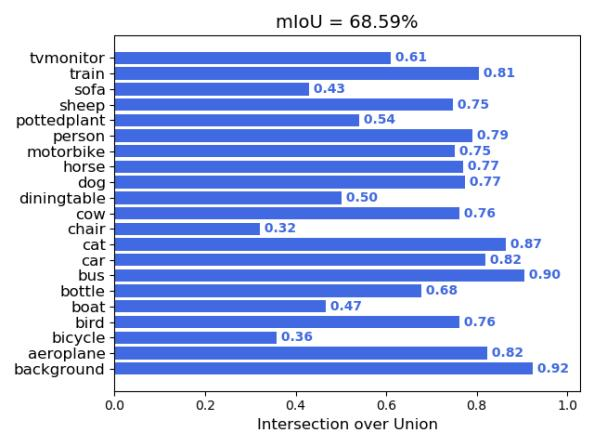 mIoU = 68.59%
tvmonitor 0.61
train 0.81
sofa 0.43
sheep 0.75
pottedplant 0.54
person 0.79
motorbike 0.75
horse 0.77
dog 0.77
diningtable 0.50
cow 0.76
chair 0.32
cat 0.87
car 0.82
bus 0.90
bottle 0.68
boat 0.47
bird 0.76
bicycle 0.36
aeroplane 0.82
background 0.92
0.0 0.2 0.4 0.6 0.8 1.0
Intersection over Union